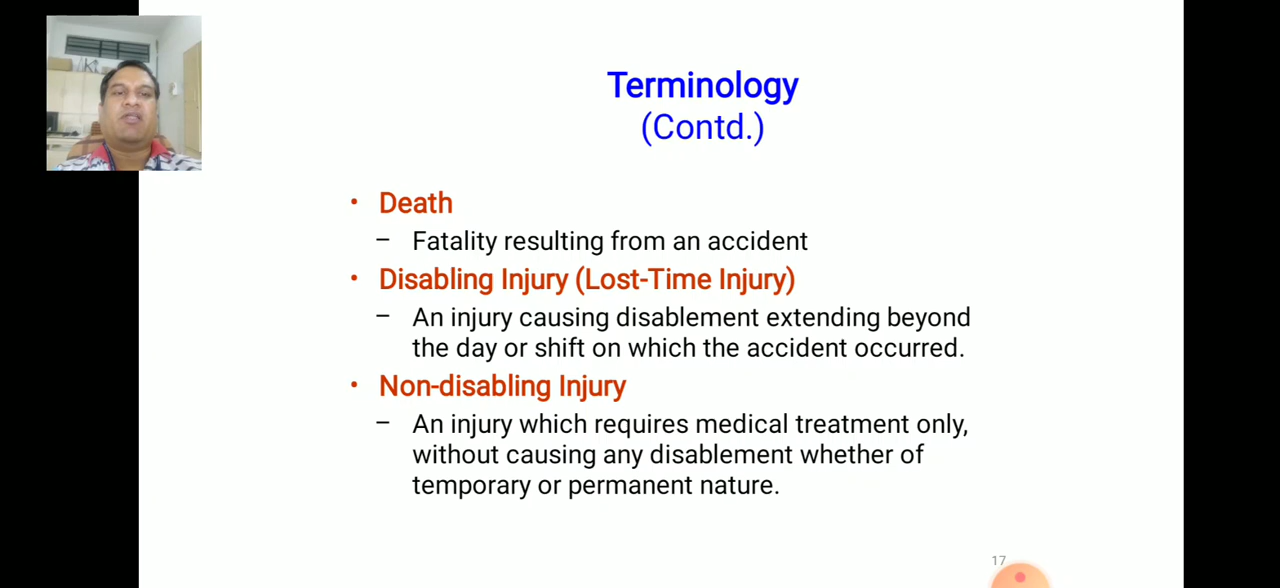 Terminology
(Contd.)
• Death
– Fatality resulting from an accident
• Disabling Injury (Lost-Time Injury)
– An injury causing disablement extending beyond
the day or shift on which the accident occurred.
• Non-disabling Injury
– An injury which requires medical treatment only,
without causing any disablement whether of
temporary or permanent nature.
17